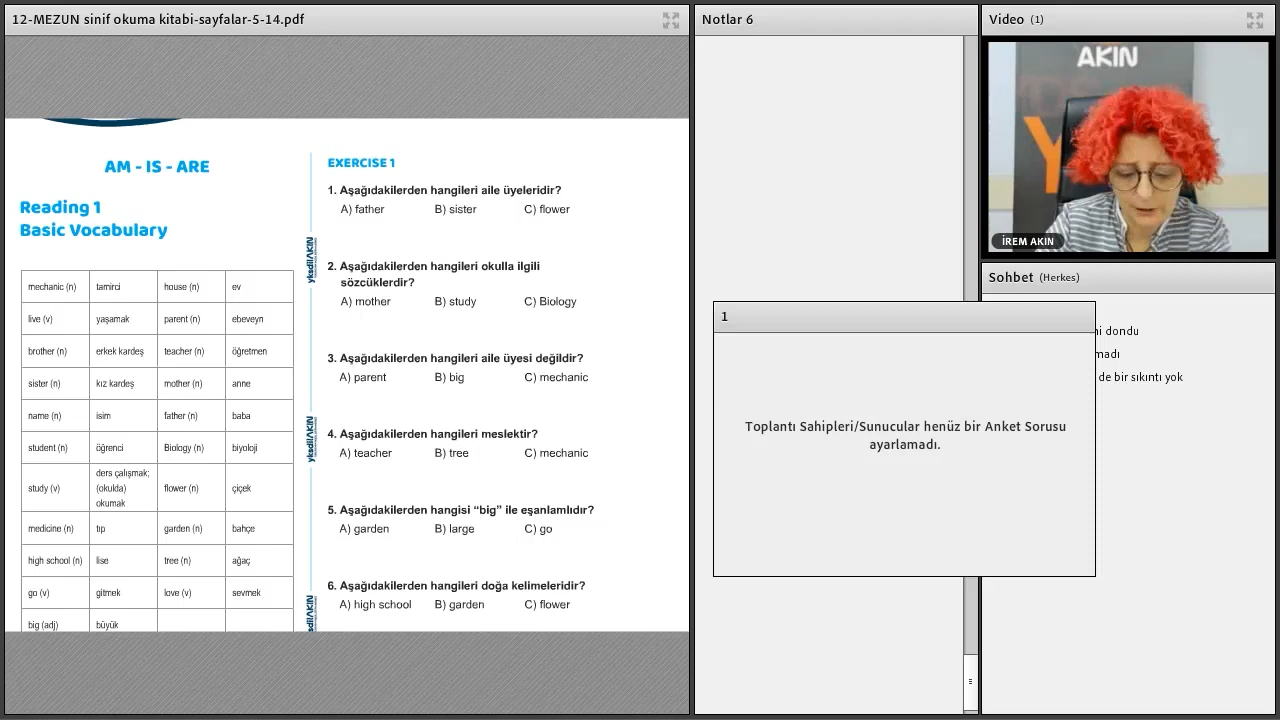 12-MEZUN sinif okuma kitabi-sayfalar-5-14.pdf
AM - IS - ARE
Reading 1
Basic Vocabulary
mechanic (n) tamirci house (n) ev
live (v) yaşamak parent (n) ebeveyn
brother (n) erkek kardeş teacher (n) öğretmen
sister (n) kız kardeş mother (n) anne
name (n) isim father (n) baba
student (n) öğrenci Biology (n) biyoloji
study (v) ders çalışmak; (okulda) okumak flower (n) çiçek
medicine (n) tıp garden (n) bahçe
high school (n) lise tree (n) ağaç
go (v) gitmek love (v) sevmek
big (adj) büyük
yksdilAKIN
yksdilAKIN
EXERCISE 1
1. Aşağıdakilerden hangileri aile üyeleridir?
A) father B) sister C) flower
2. Aşağıdakilerden hangileri okulla ilgili
sözcüklerdir?
A) mother B) study C) Biology
3. Aşağıdakilerden hangileri aile üyesi değildir?
A) parent B) big C) mechanic
4. Aşağıdakilerden hangileri meslektir?
A) teacher B) tree C) mechanic
5. Aşağıdakilerden hangisi “big” ile eşanlamlıdır?
A) garden B) large C) go
6. Aşağıdakilerden hangileri doğa kelimeleridir?
A) high school B) garden C) flower
Notlar 6
1
Toplantı Sahipleri/Sunucular henüz bir Anket Sorusu
ayarlamadı.
Video (1)
AKIN
İREM AKIN
Sohbet (Herkes)
dondu
de bir sıkıntı yok